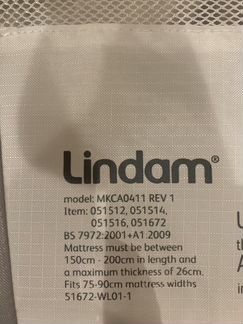 Lindam®
model: MKCA0411 REV 1
Item: 051512, 051514,
051516, 051672
BS 7972:2001+A1:2009
Mattress must be between
150cm - 200cm in length and
a maximum thickness of 26cm.
Fits 75-90cm mattress widths
51672-WL01-1